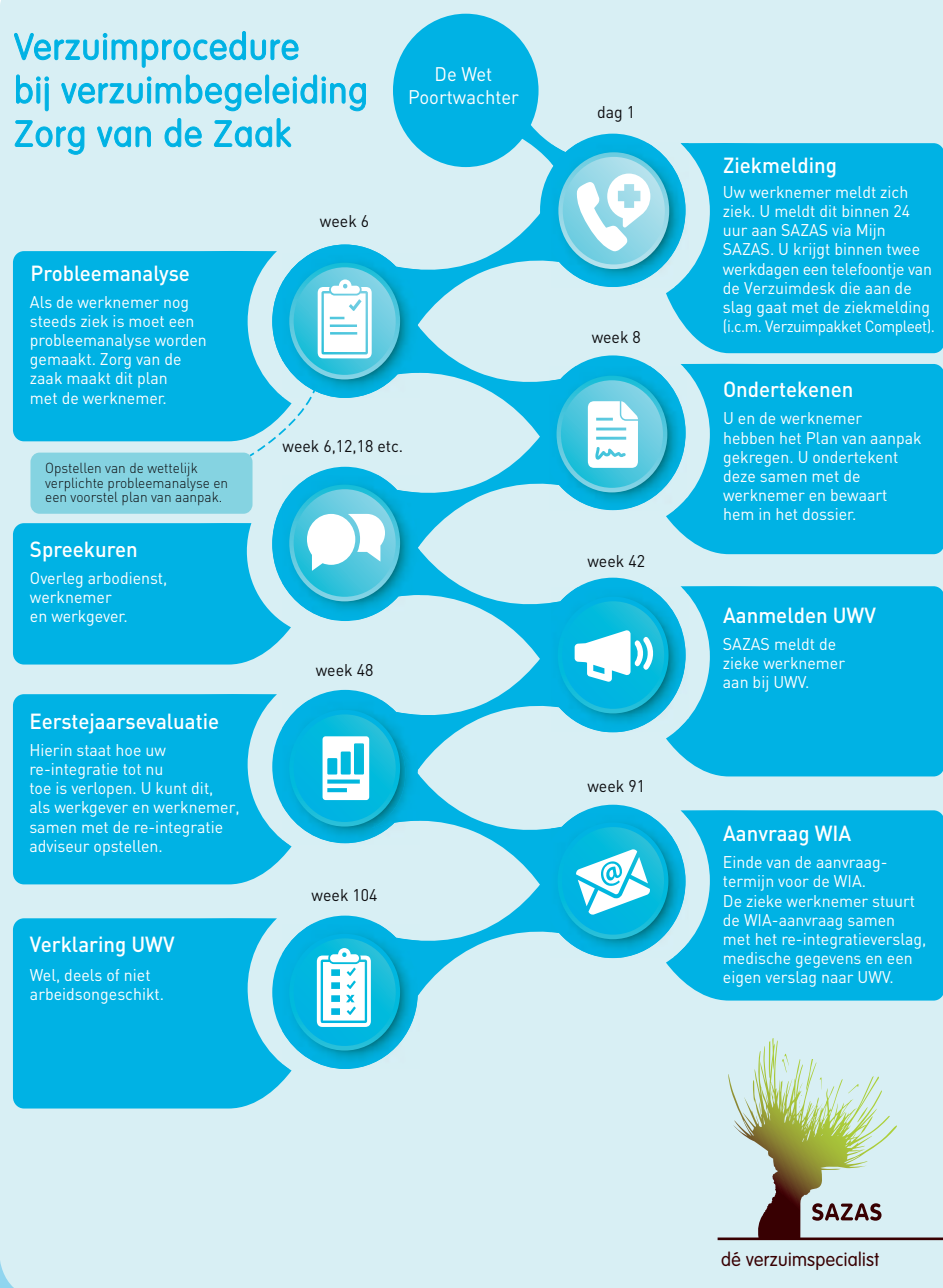 Verzuimprocedure
bij verzuimbegeleiding
Zorg van de Zaak
De Wet
Poortwachter
dag 1
Ziekmelding
Uw werknemer meldt zich
ziek. U meldt dit binnen 24
uur aan SAZAS via Mijn
SAZAS. U krijgt binnen twee
werkdagen een telefoontje van
de Verzuimdesk die aan de
slag gaat met de ziekmelding
(i.c.m. Verzuimpakket Compleet).
week 6
Probleemanalyse
Als de werknemer nog
steeds ziek is moet een
probleemanalyse worden
gemaakt. Zorg van de
zaak maakt dit plan
met de werknemer.
Opstellen van de wettelijk
verplichte probleemanalyse en
een voorstel plan van aanpak.
week 8
Ondertekenen
U en de werknemer
hebben het Plan van aanpak
gekregen. U ondertekent
deze samen met de
werknemer en bewaart
hem in het dossier.
week 6,12,18 etc.
Spreekuren
Overleg arbodienst,
werknemer
en werkgever.
week 42
Aanmelden UWV
SAZAS meldt de
zieke werknemer
aan bij UWV.
week 48
Eerstejaarsevaluatie
Hierin staat hoe uw
re-integratie tot nu
toe is verlopen. U kunt dit,
als werkgever en werknemer,
samen met de re-integratie
adviseur opstellen.
week 91
Aanvraag WIA
Einde van de aanvraag-
termijn voor de WIA.
De zieke werknemer stuurt
de WIA-aanvraag samen
met het re-integratieverslag,
medische gegevens en een
eigen verslag naar UWV.
@
week 104
Verklaring UWV
Wel, deels of niet
arbeidsongeschikt.
SAZAS
dé verzuimspecialist